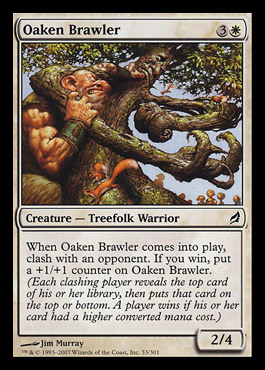 Oaken Brawler 3
Creature — Treefolk Warrior
When Oaken Brawler comes into play,
clash with an opponent. If you win, put
a +1/+1 counter on Oaken Brawler.
(Each clashing player reveals the top card
of his or her library, then puts that card
on the top or bottom. A player wins if his or her
card had a higher converted mana cost.)
Jim Murray
™ & © 1993–2007 Wizards of the Coast, Inc. 33/301
2/4